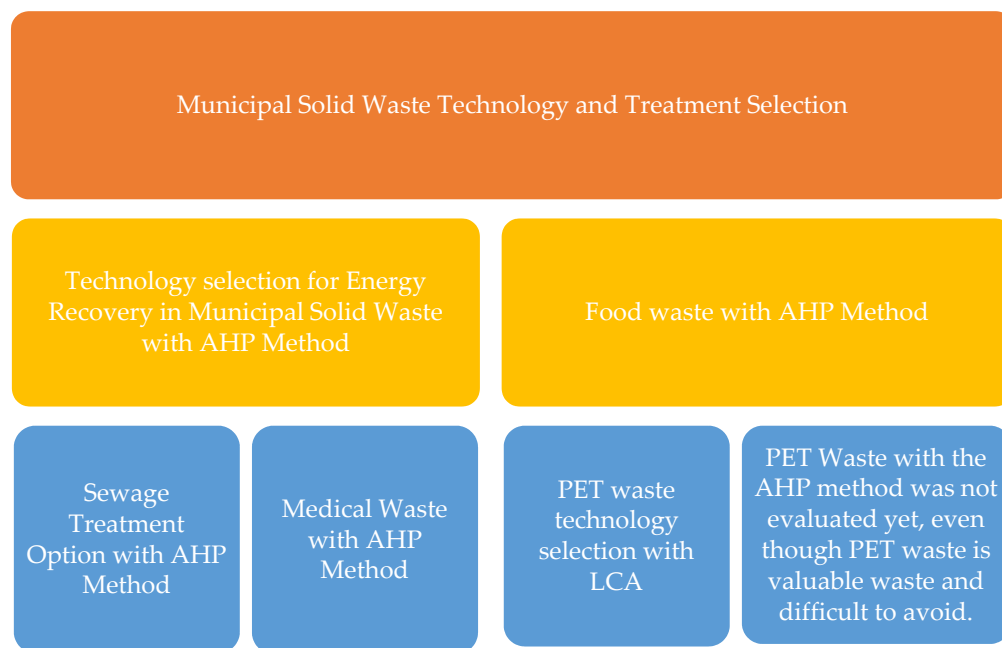 Municipal Solid Waste Technology and Treatment Selection
Technology selection for Energy
Recovery in Municipal Solid Waste
with AHP Method
Food waste with AHP Method
Sewage
Treatment
Option with AHP
Method
Medical Waste
with AHP
Method
PET waste
technology
selection with
LCA
PET Waste with the
AHP method was not
evaluated yet, even
though PET waste is
valuable waste and
difficult to avoid.